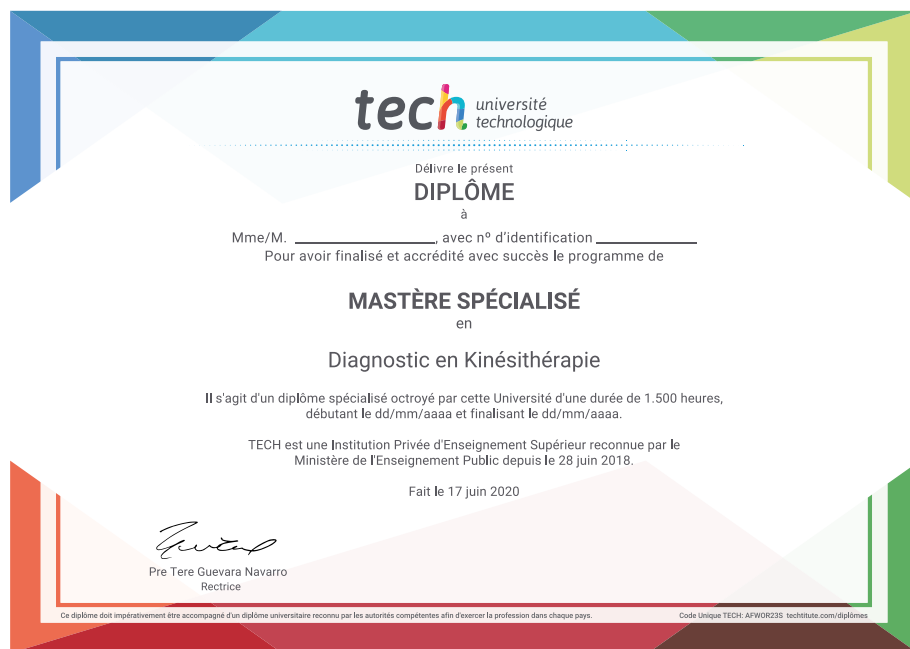 tech université
technologique
Délivre le présent
DIPLÔME
à
Mme/M. ____________, avec nº d'identification ____________
Pour avoir finalisé et accrédité avec succès le programme de
MASTÈRE SPÉCIALISÉ
en
Diagnostic en Kinésithérapie
Il s'agit d'un diplôme spécialisé octroyé par cette Université d'une durée de 1.500 heures,
débutant le dd/mm/aaaa et finalisant le dd/mm/aaaa.
TECH est une Institution Privée d'Enseignement Supérieur reconnue par le
Ministère de l'Enseignement Public depuis le 28 juin 2018.
Fait le 17 juin 2020
Pre Tere Guevara Navarro
Rectrice
Ce diplôme doit impérativement être accompagné d'un diplôme universitaire reconnu par les autorités compétentes afin d'exercer la profession dans chaque pays.
Code Unique TECH: AFWOR23S techtitute.com/diplômes